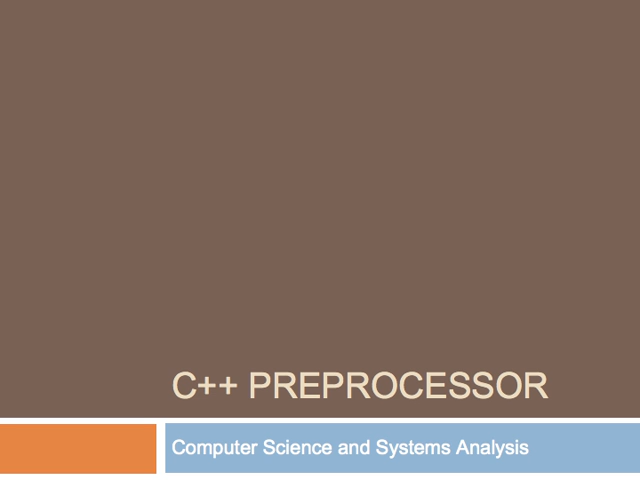 C++ PREPROCESSOR
Computer Science and Systems Analysis